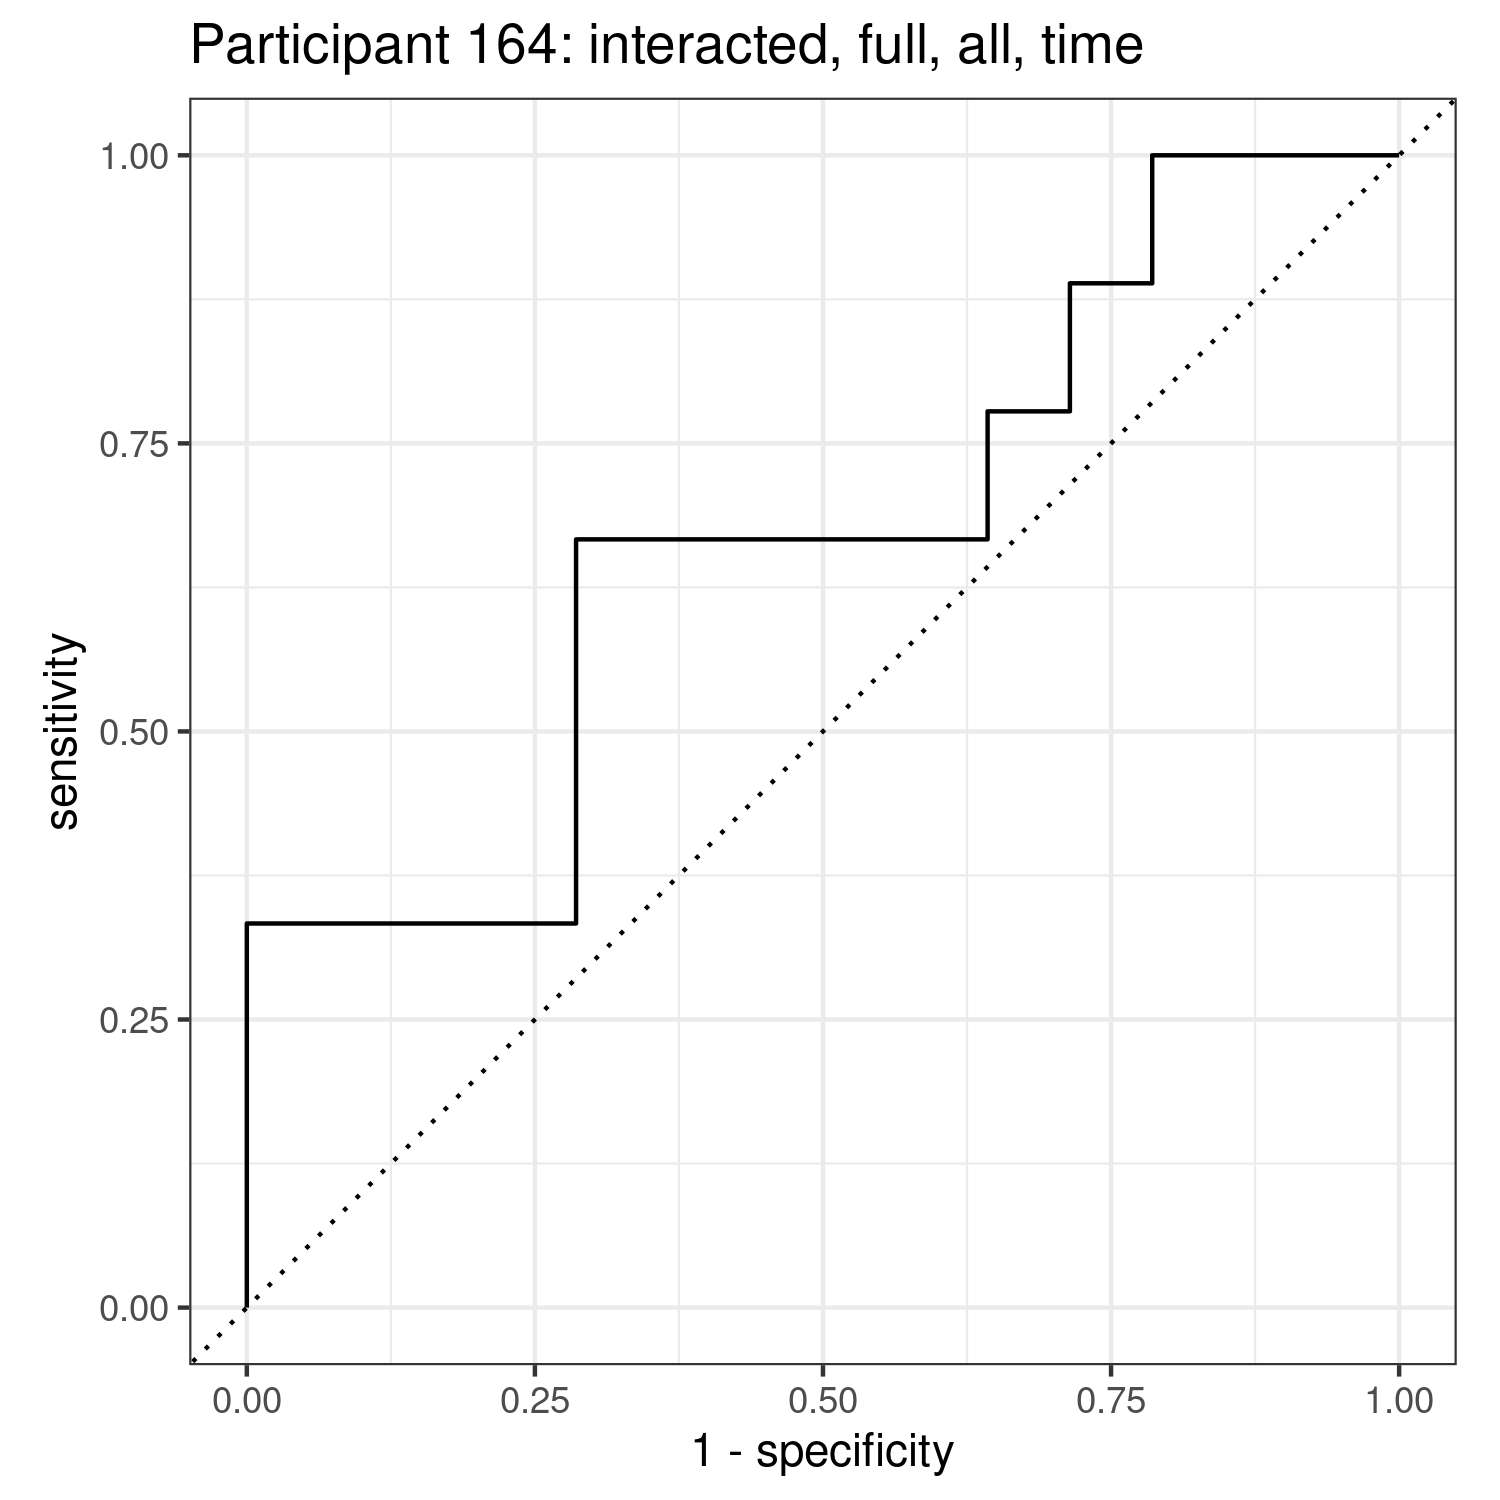 Participant 164: interacted, full, all, time
1.00
0.75
0.50
0.25
0.00
sensitivity
0.00 0.25 0.50 0.75 1.00
1 - specificity